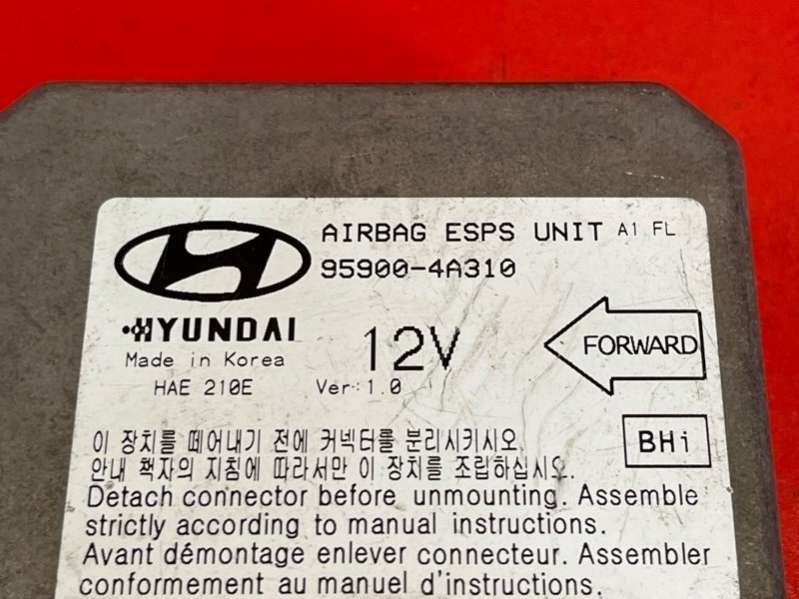 AIRBAG ESPS UNIT A1 FL
95900-4A310
HYUNDAI
Made in Korea
12V
FORWARD
HAE 210E
Ver: 1.0
BHi
이 장치를 떼어내기 전에 커넥터를 분리시키시오.
안내 책자의 지침에 따라서만 이 장치를 조립하십시오.
Detach connector before unmounting. Assemble
strictly according to manual instructions.
Avant démontage enlever connecteur. Assembler
conformement au manuel d'instructions.